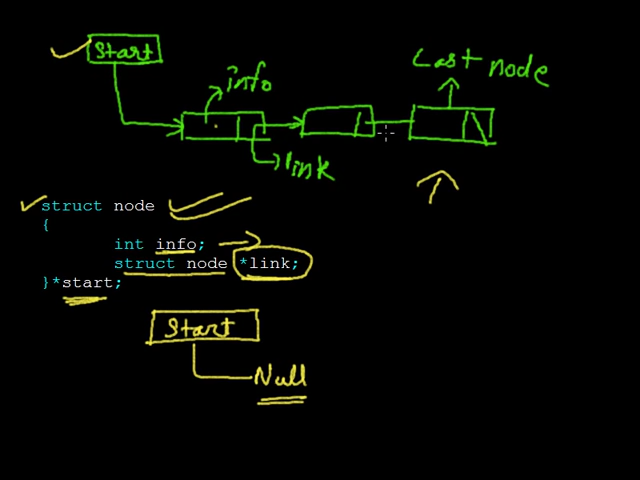 Start
info
Last node
link
struct node
{
int info;
struct node *link;
}*start;
Start
Null